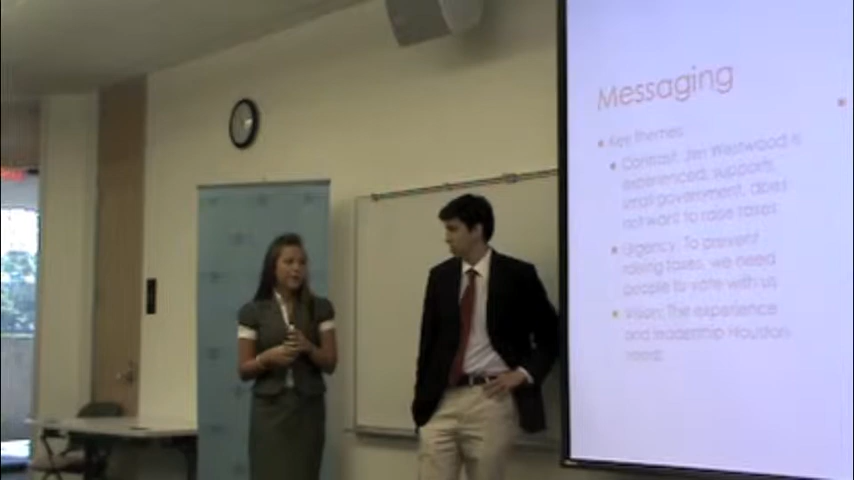 Messaging
• Key themes:
• Contrast: Jim Westwood is
experienced, supports
small government, does
not want to raise taxes
• Urgency: To prevent
raising taxes, we need
people to vote with us
• Vision: The experience
and leadership Houston
needs